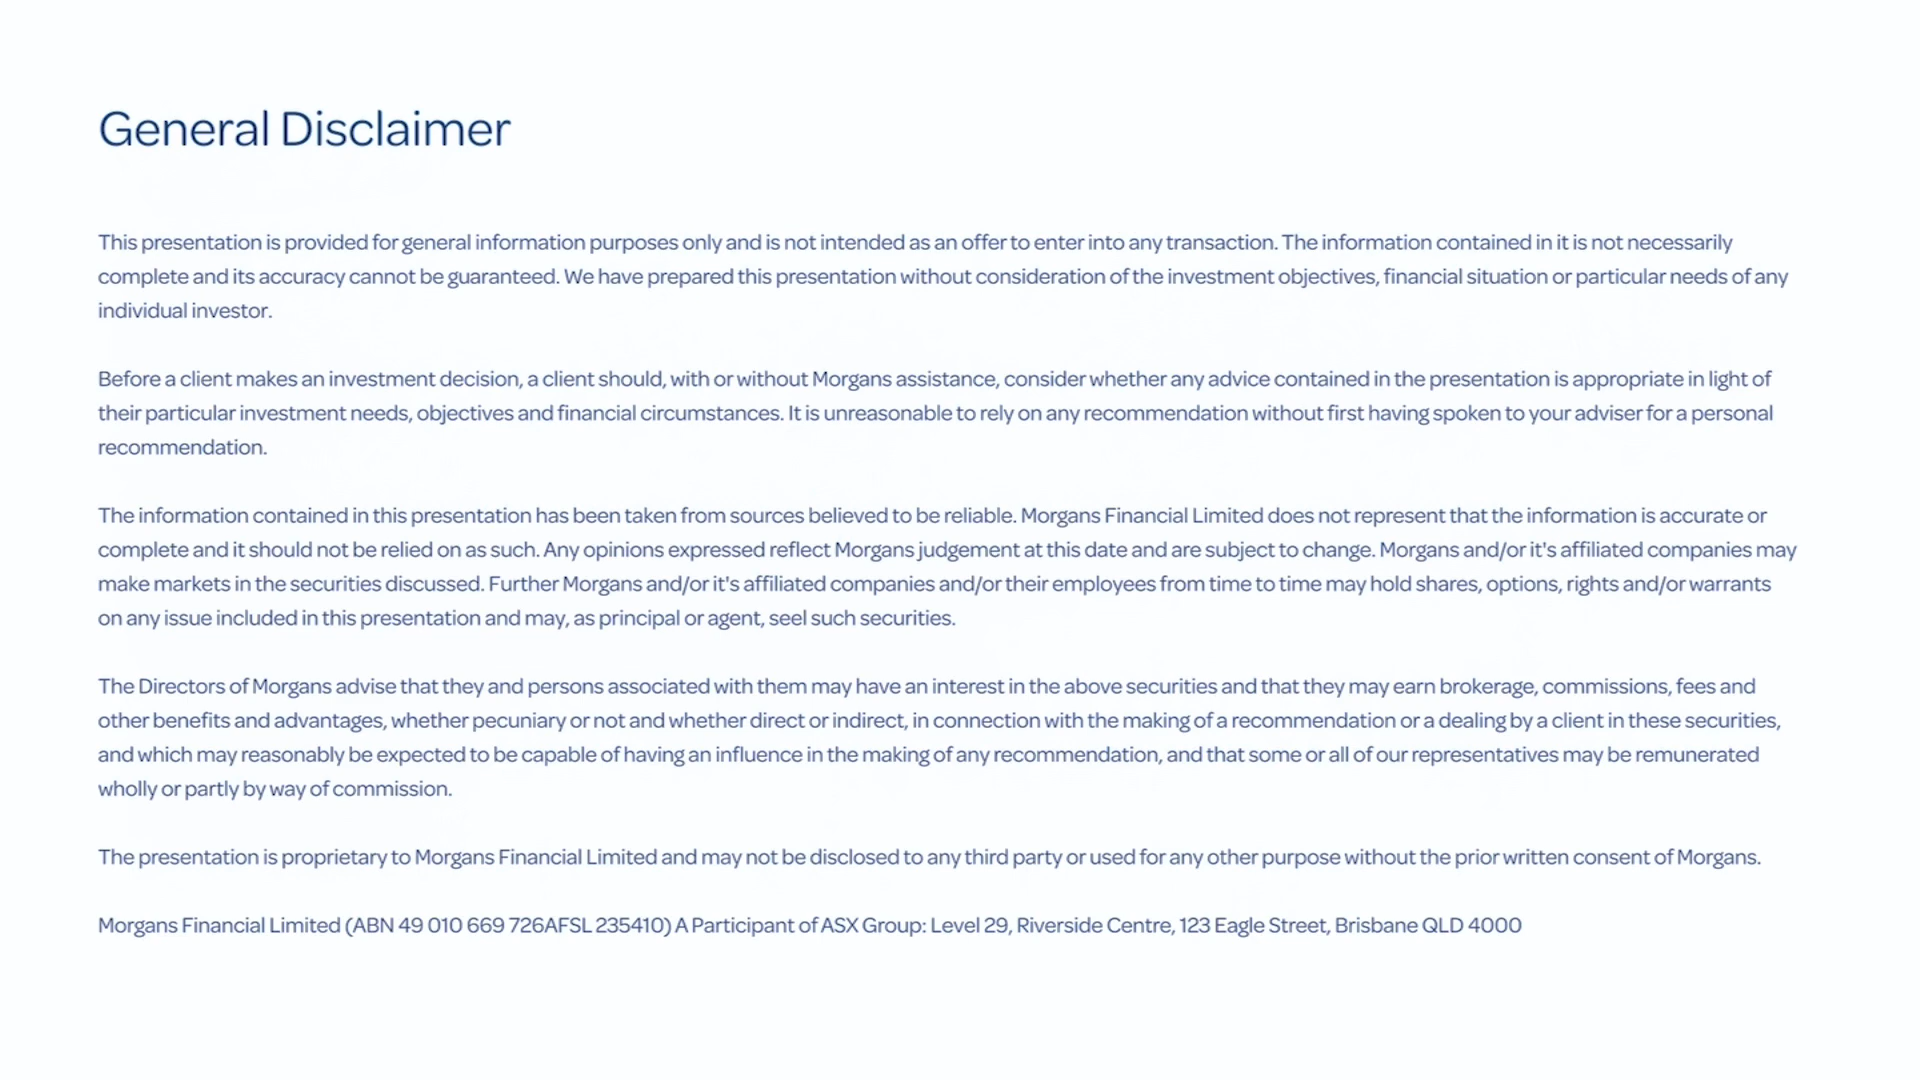 General Disclaimer
This presentation is provided for general information purposes only and is not intended as an offer to enter into any transaction. The information contained in it is not necessarily
complete and its accuracy cannot be guaranteed. We have prepared this presentation without consideration of the investment objectives, financial situation or particular needs of any
individual investor.
Before a client makes an investment decision, a client should, with or without Morgans assistance, consider whether any advice contained in the presentation is appropriate in light of
their particular investment needs, objectives and financial circumstances. It is unreasonable to rely on any recommendation without first having spoken to your adviser for a personal
recommendation.
The information contained in this presentation has been taken from sources believed to be reliable. Morgans Financial Limited does not represent that the information is accurate or
complete and it should not be relied on as such. Any opinions expressed reflect Morgans judgement at this date and are subject to change. Morgans and/or it's affiliated companies may
make markets in the securities discussed. Further Morgans and/or it's affiliated companies and/or their employees from time to time may hold shares, options, rights and/or warrants
on any issue included in this presentation and may, as principal or agent, seel such securities.
The Directors of Morgans advise that they and persons associated with them may have an interest in the above securities and that they may earn brokerage, commissions, fees and
other benefits and advantages, whether pecuniary or not and whether direct or indirect, in connection with the making of a recommendation or a dealing by a client in these securities,
and which may reasonably be expected to be capable of having an influence in the making of any recommendation, and that some or all of our representatives may be remunerated
wholly or partly by way of commission.
The presentation is proprietary to Morgans Financial Limited and may not be disclosed to any third party or used for any other purpose without the prior written consent of Morgans.
Morgans Financial Limited (ABN 49 010 669 726AFSL 235410) A Participant of ASX Group: Level 29, Riverside Centre, 123 Eagle Street, Brisbane QLD 4000